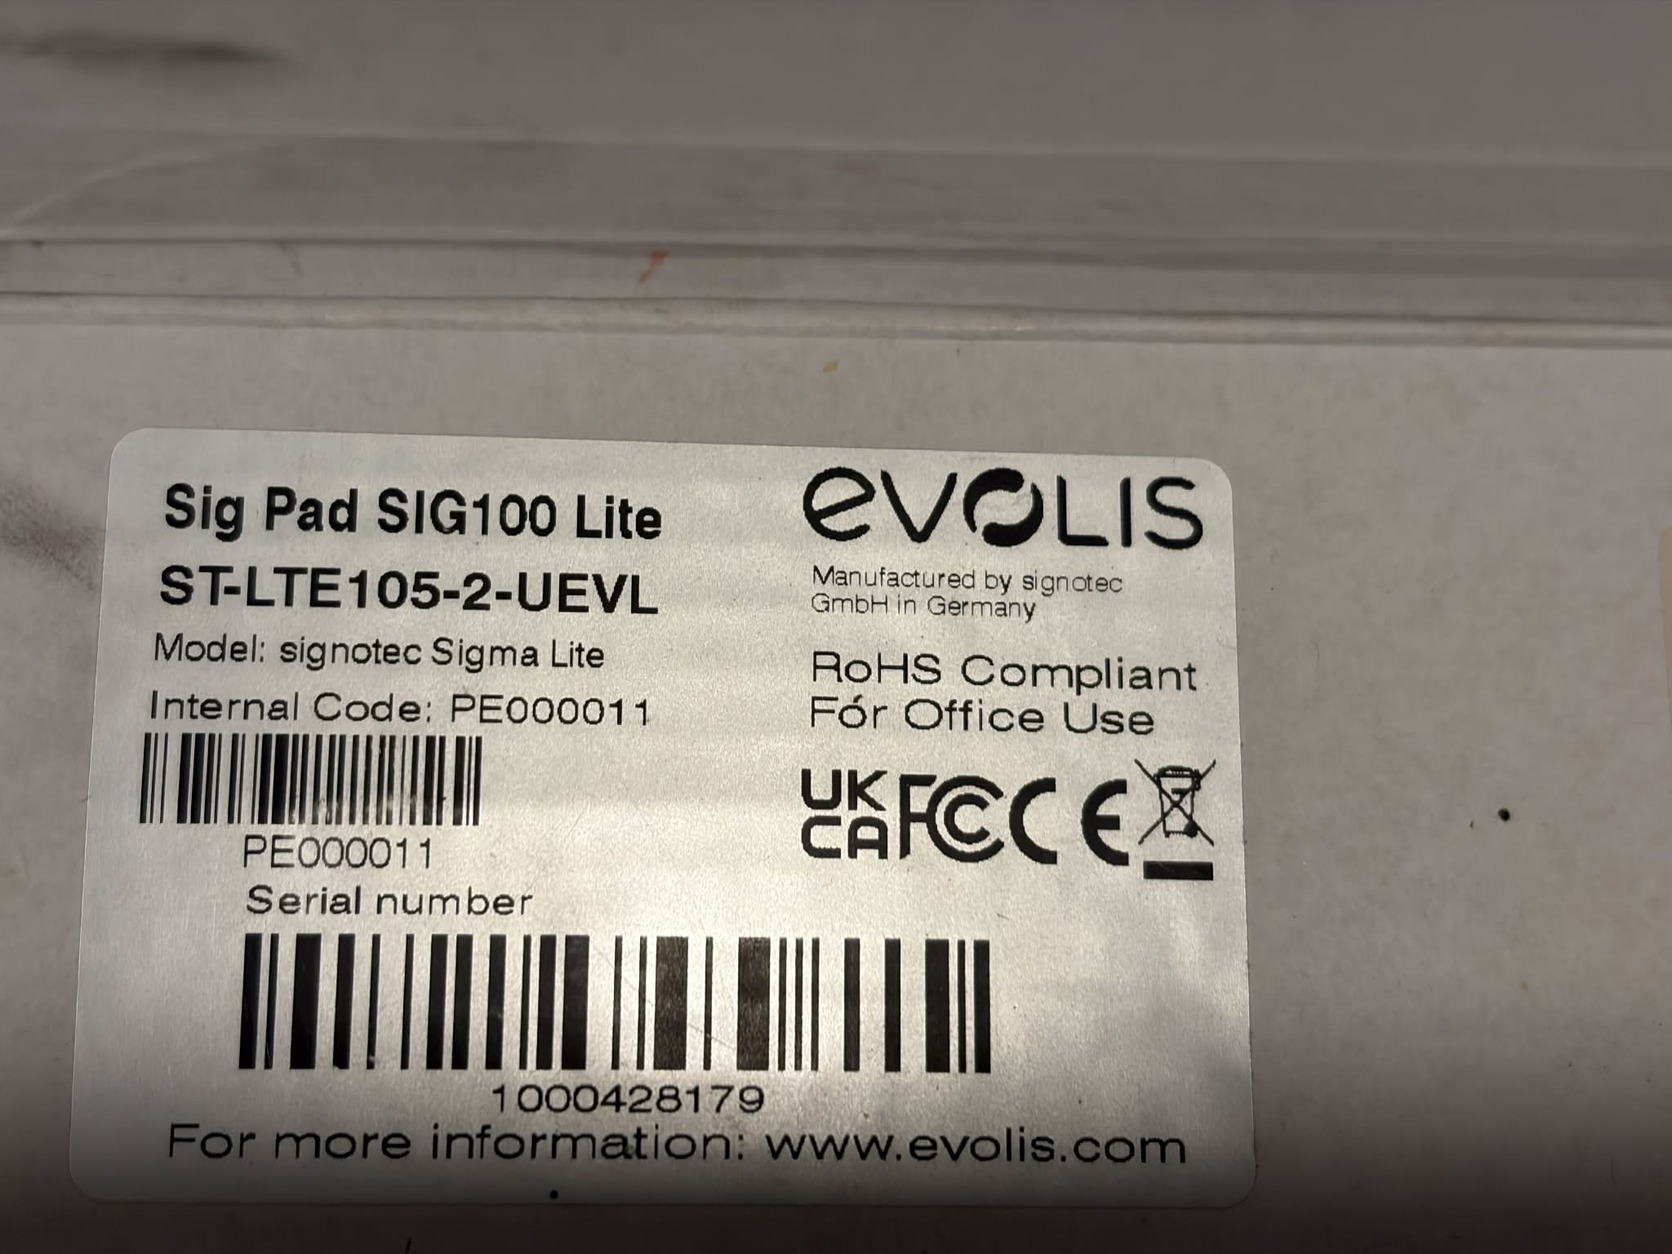 Sig Pad SIG100 Lite
ST-LTE105-2-UEVL
Model: signotec Sigma Lite
Internal Code: PE000011
PE000011
Serial number
1000428179
For more information: www.evolis.com
evolis
Manufactured by signotec
GmbH in Germany
RoHS Compliant
Fór Office Use
UK
CA
FC
CE